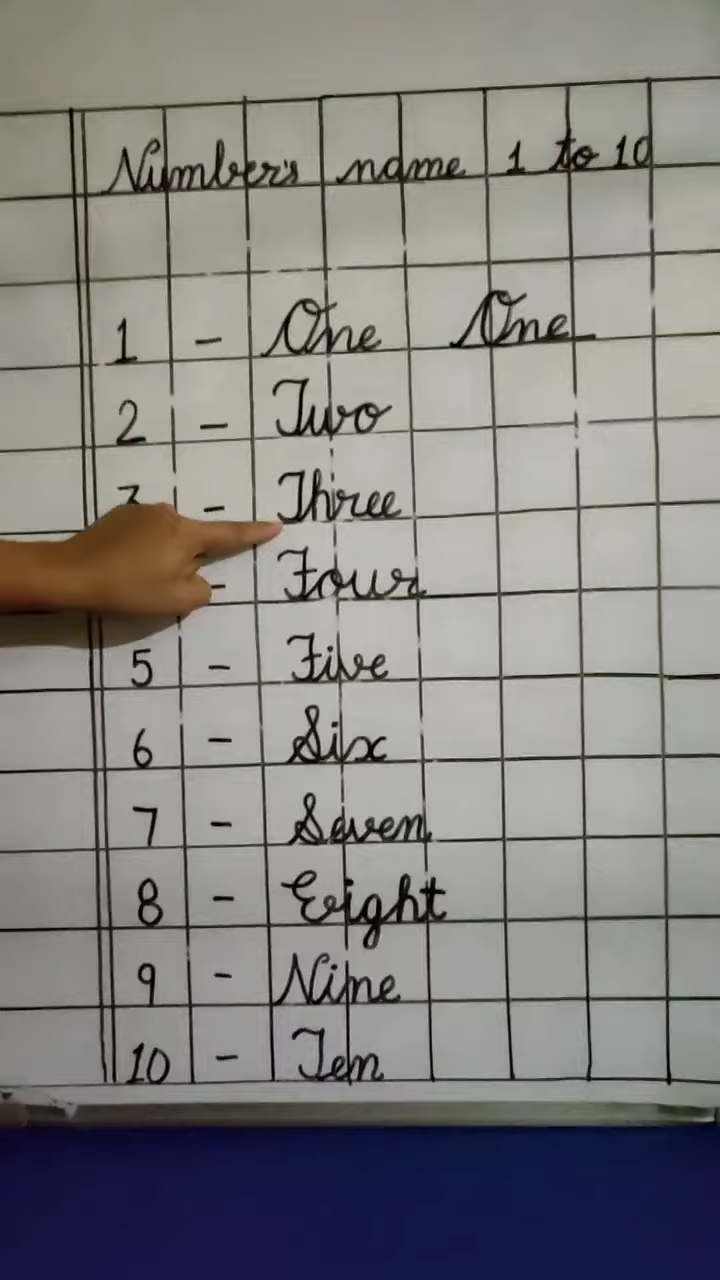 Number's name 1 to 10
1 - One One
2 - Two
3 - Three
- Four
5 - Five
6 - Six
7 - Seven
8 - Eight
9 - Nine
10 - Ten